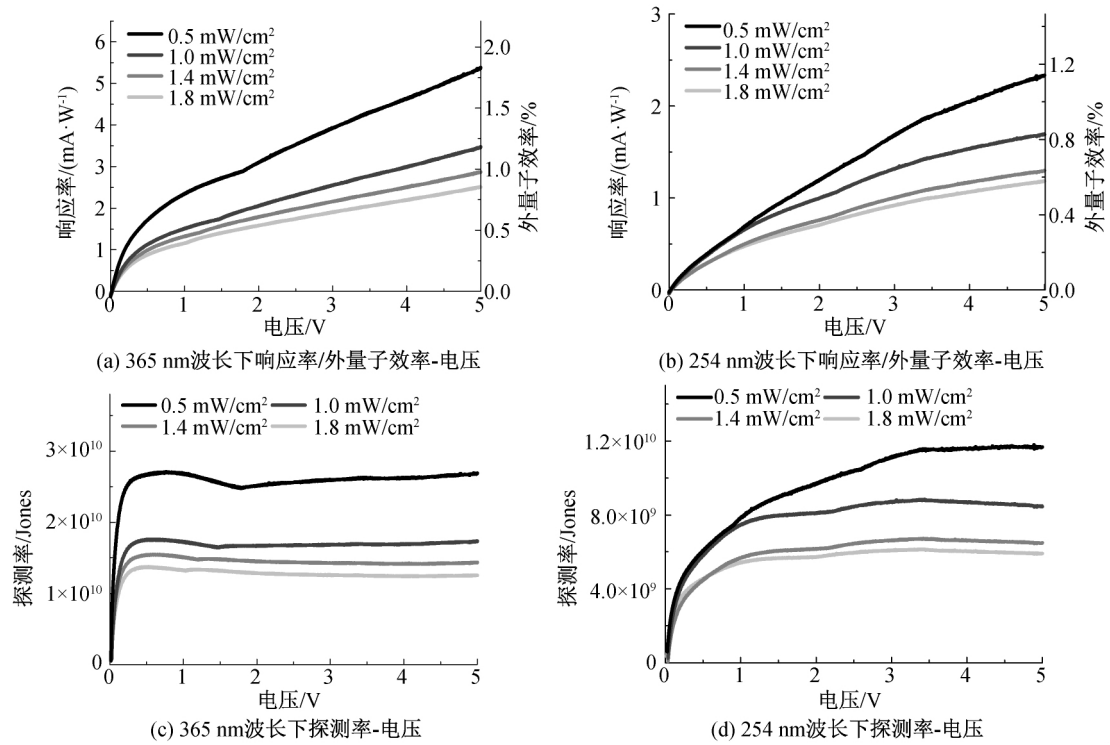 0.5 mW/cm²
1.0 mW/cm²
1.4 mW/cm²
1.8 mW/cm²
响应率/(mA·W⁻¹)
6
5
4
3
2
1
0
外量子效率/%
2.0
1.5
1.0
0.5
0.0
0 1 2 3 4 5
电压/V
(a) 365 nm波长下响应率/外量子效率-电压
0.5 mW/cm²
1.0 mW/cm²
1.4 mW/cm²
1.8 mW/cm²
响应率/(mA·W⁻¹)
3
2
1
0
外量子效率/%
1.2
0.8
0.4
0.0
0 1 2 3 4 5
电压/V
(b) 254 nm波长下响应率/外量子效率-电压
0.5 mW/cm² 1.0 mW/cm²
1.4 mW/cm² 1.8 mW/cm²
探测率/Jones
3×10¹⁰
2×10¹⁰
1×10¹⁰
0
0 1 2 3 4 5
电压/V
(c) 365 nm波长下探测率-电压
0.5 mW/cm² 1.0 mW/cm²
1.4 mW/cm² 1.8 mW/cm²
探测率/Jones
1.2×10¹⁰
8.0×10⁹
4.0×10⁹
0
0 1 2 3 4 5
电压/V
(d) 254 nm波长下探测率-电压